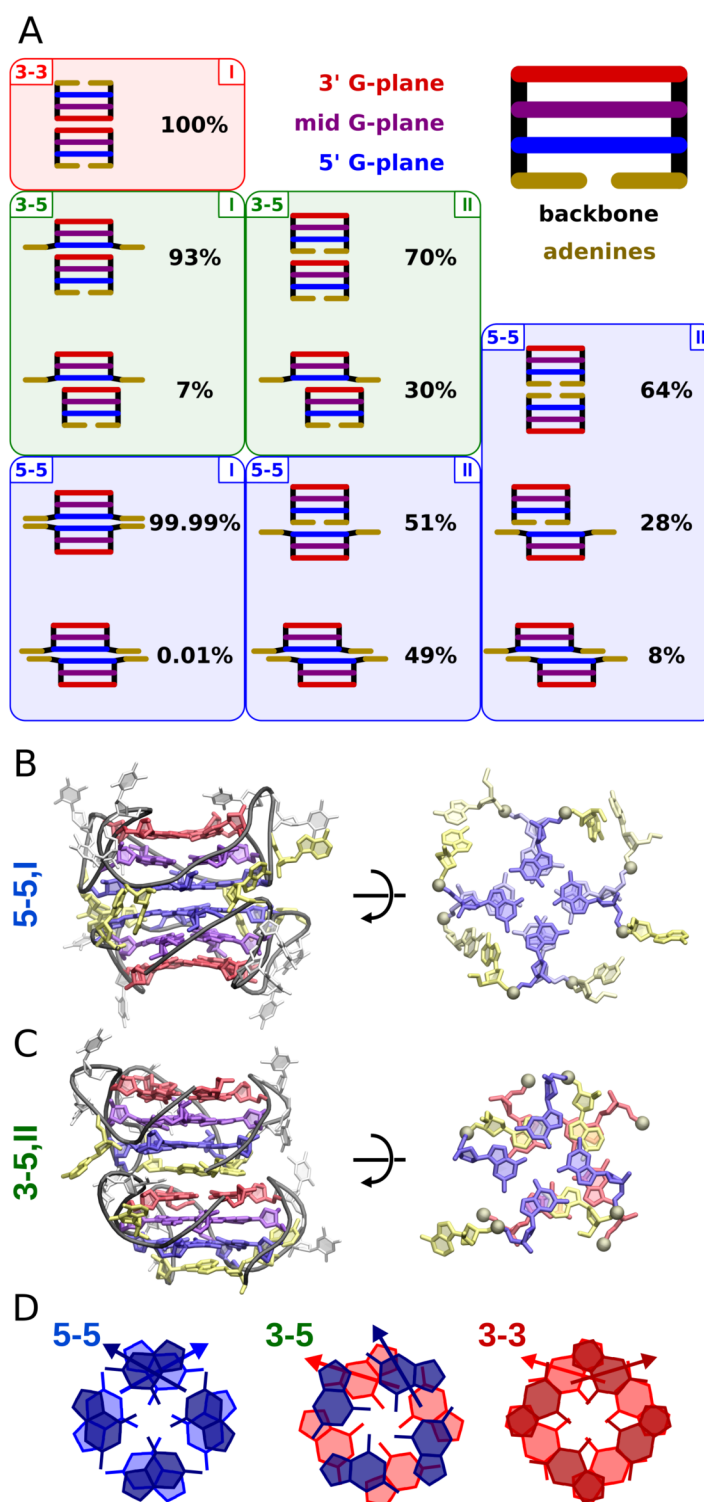 A
3-3 I
100%
3' G-plane
mid G-plane
5' G-plane
backbone
adenines
3-5 I
93%
7%
3-5 II
70%
30%
5-5 I
99.99%
0.01%
5-5 II
51%
49%
5-5
64%
28%
8%
B
5-5,I
C
3-5,II
D
5-5
3-5
3-3